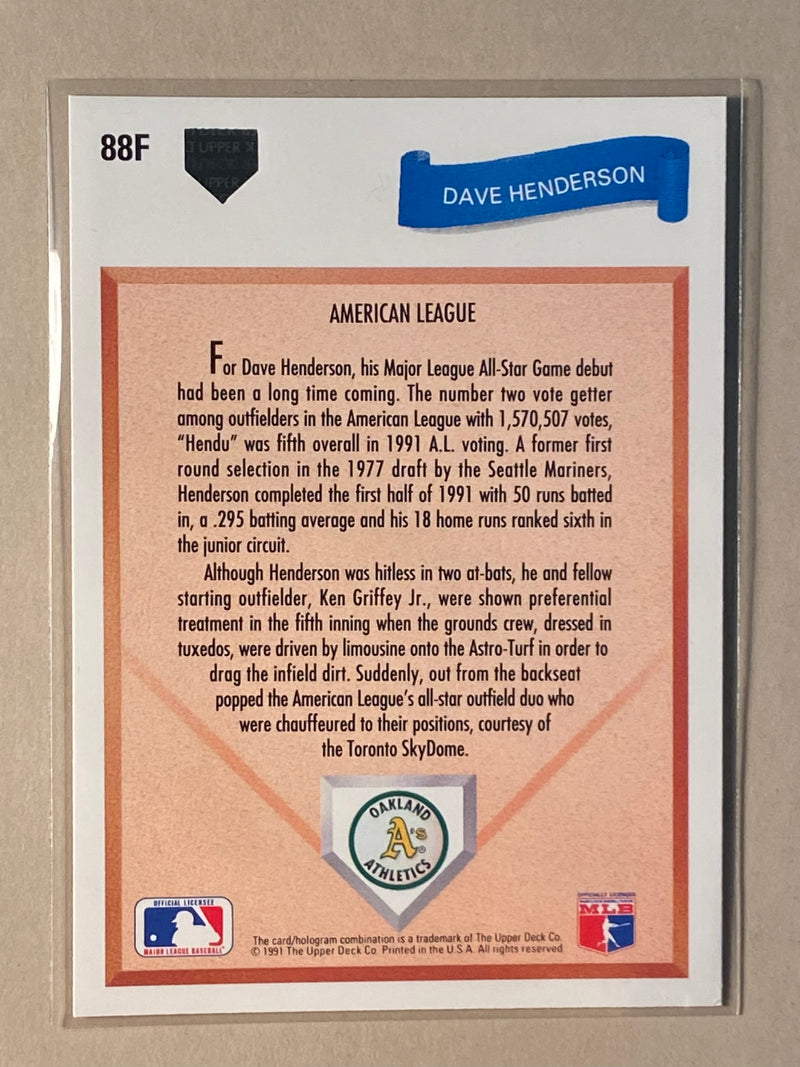 88F
UPPER
DECK
UPPER
DAVE HENDERSON
AMERICAN LEAGUE
For Dave Henderson, his Major League All-Star Game debut
had been a long time coming. The number two vote getter
among outfielders in the American League with 1,570,507 votes,
“Hendu” was fifth overall in 1991 A.L. voting. A former first
round selection in the 1977 draft by the Seattle Mariners,
Henderson completed the first half of 1991 with 50 runs batted
in, a .295 batting average and his 18 home runs ranked sixth in
the junior circuit.
Although Henderson was hitless in two at-bats, he and fellow
starting outfielder, Ken Griffey Jr., were shown preferential
treatment in the fifth inning when the grounds crew, dressed in
tuxedos, were driven by limousine onto the Astro-Turf in order to
drag the infield dirt. Suddenly, out from the backseat
popped the American League’s all-star outfield duo who
were chauffeured to their positions, courtesy of
the Toronto SkyDome.
OAKLAND
A's®
ATHLETICS
OFFICIAL LICENSEE
MAJOR LEAGUE BASEBALL
OFFICIALLY LICENSED
MLB
The card/hologram combination is a trademark of The Upper Deck Co.
© 1991 The Upper Deck Co. Printed in the U.S.A. All rights reserved.